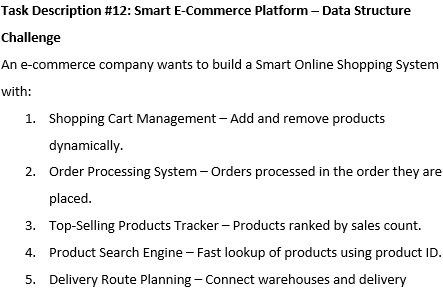 Task Description #12: Smart E-Commerce Platform – Data Structure
Challenge
An e-commerce company wants to build a Smart Online Shopping System
with:
1. Shopping Cart Management – Add and remove products
dynamically.
2. Order Processing System – Orders processed in the order they are
placed.
3. Top-Selling Products Tracker – Products ranked by sales count.
4. Product Search Engine – Fast lookup of products using product ID.
5. Delivery Route Planning – Connect warehouses and delivery